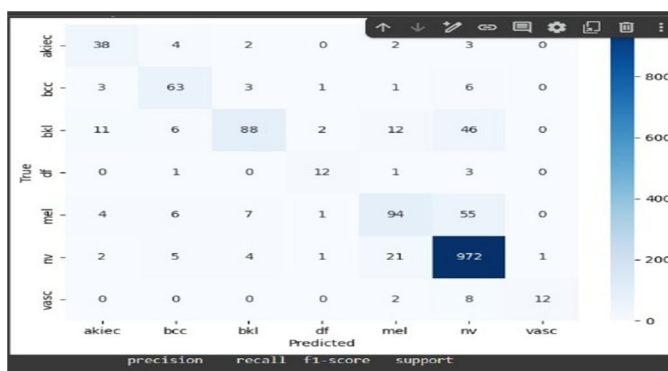 akiec 38 4 2 0 2 3 0
800
bcc 3 63 3 1 1 6 0
bkl 11 6 88 2 12 46 0
600
True
df 0 1 0 12 1 3 0
400
mel 4 6 7 1 94 55 0
nv 2 5 4 1 21 972 1
200
vasc 0 0 0 0 2 8 12
0
akiec bcc bkl df mel nv vasc
Predicted
precision recall f1-score support